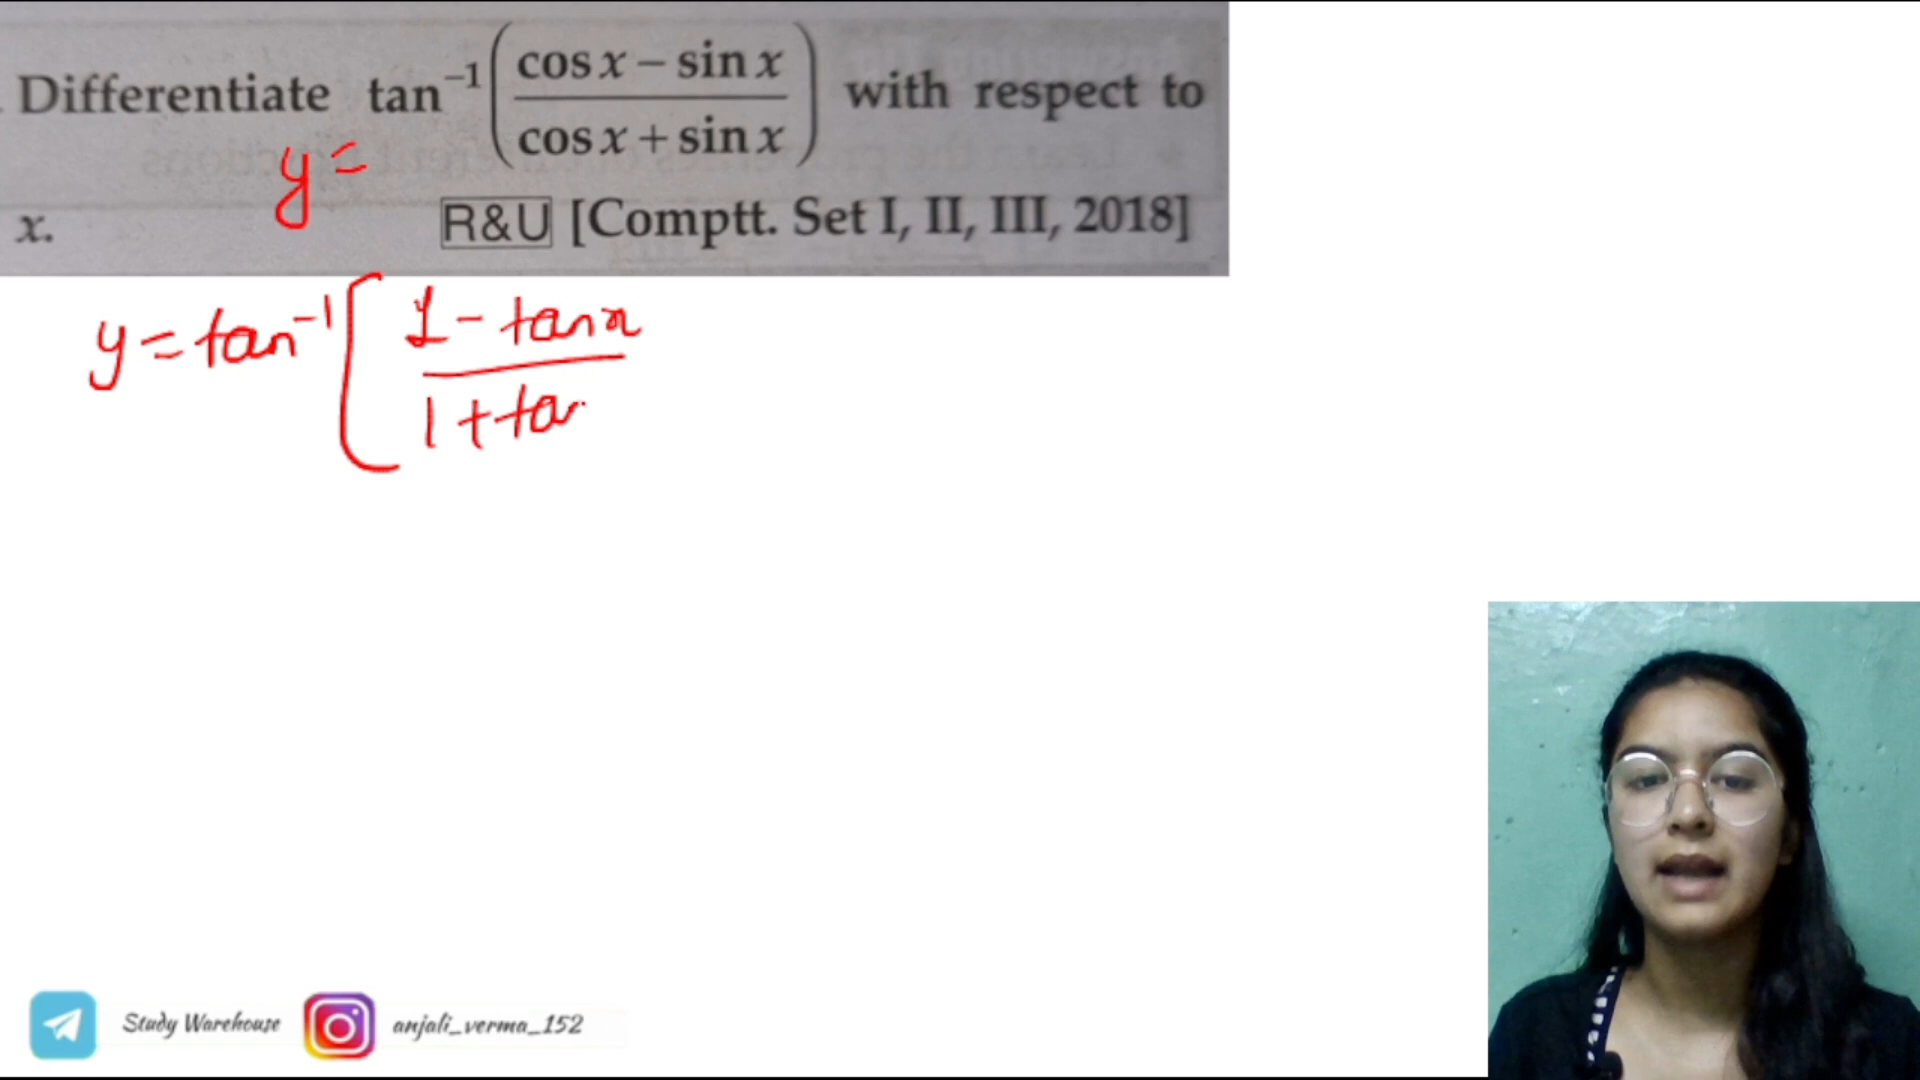 Differentiate tan⁻¹((cos x − sin x)/(cos x + sin x)) with respect to
y =
x. R&U [Comptt. Set I, II, III, 2018]
y = tan⁻¹[(1 - tan x)/(1 + ta
Study Warehouse anjali_verma_152